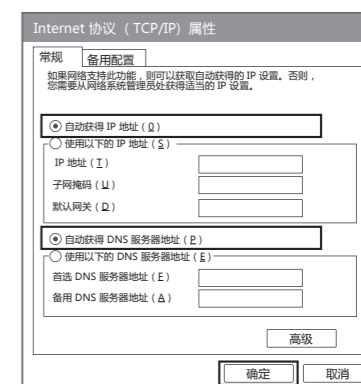 Internet 协议 ( TCP/IP) 属性
常规
备用配置
如果网络支持此功能，则可以获取自动获得的 IP 设置。否则，
您需要从网络系统管理员处获得适当的 IP 设置。
自动获得 IP 地址 ( O )
使用以下的 IP 地址 ( S )
IP 地址 ( I )
子网掩码 ( U )
默认网关 ( D )
自动获得 DNS 服务器地址 ( P )
使用以下的 DNS 服务器地址 ( E )
首选 DNS 服务器地址 ( F )
备用 DNS 服务器地址 ( A )
高级
确定
取消